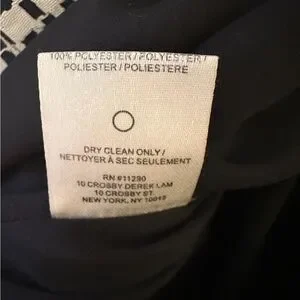 100% POLYESTER / POLYESTER /
POLIESTER / POLIESTERE
DRY CLEAN ONLY /
NETTOYER À SEC SEULEMENT
RN #11290
10 CROSBY DEREK LAM
10 CROSBY ST.
NEW YORK, NY 10013